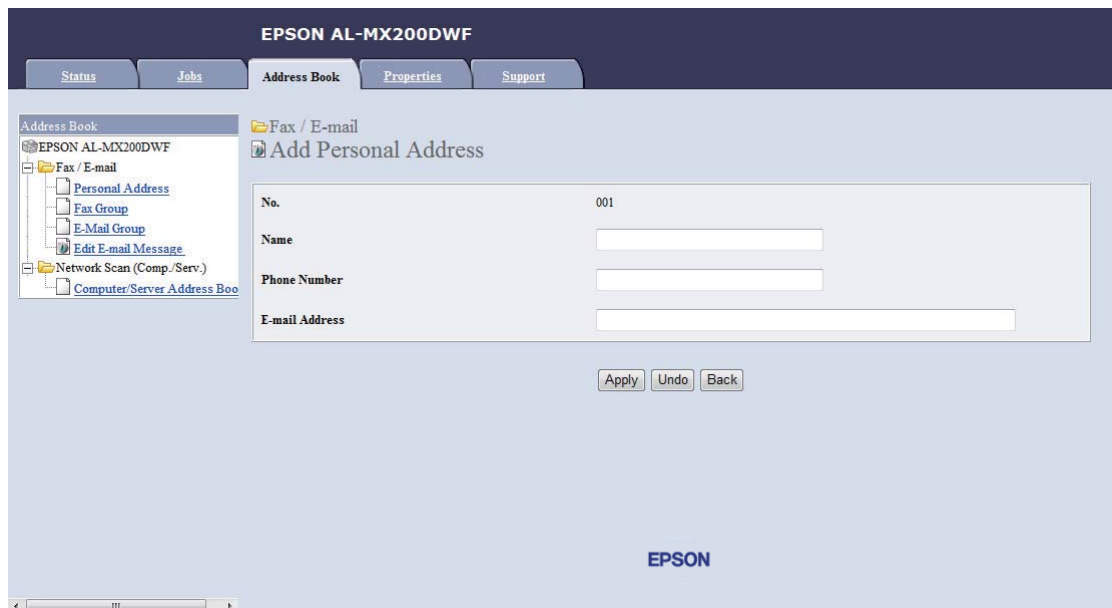 EPSON AL-MX200DWF
Status Jobs Address Book Properties Support
Address Book
EPSON AL-MX200DWF
Fax / E-mail
Personal Address
Fax Group
E-Mail Group
Edit E-mail Message
Network Scan (Comp./Serv.)
Computer/Server Address Boo
Fax / E-mail
Add Personal Address
No. 001
Name
Phone Number
E-mail Address
Apply Undo Back
EPSON